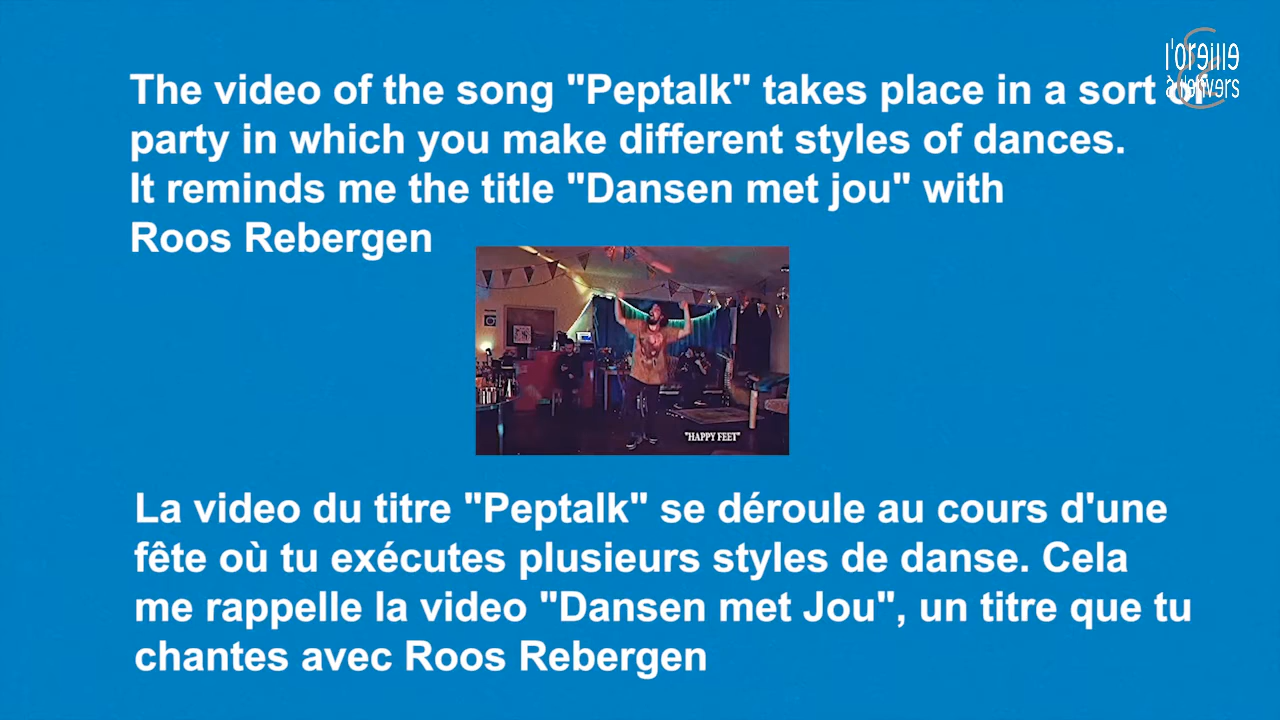 The video of the song "Peptalk" takes place in a sort of
party in which you make different styles of dances.
It reminds me the title "Dansen met jou" with
Roos Rebergen
l'oreille
à l'envers
"HAPPY FEET"
La video du titre "Peptalk" se déroule au cours d'une
fête où tu exécutes plusieurs styles de danse. Cela
me rappelle la video "Dansen met Jou", un titre que tu
chantes avec Roos Rebergen